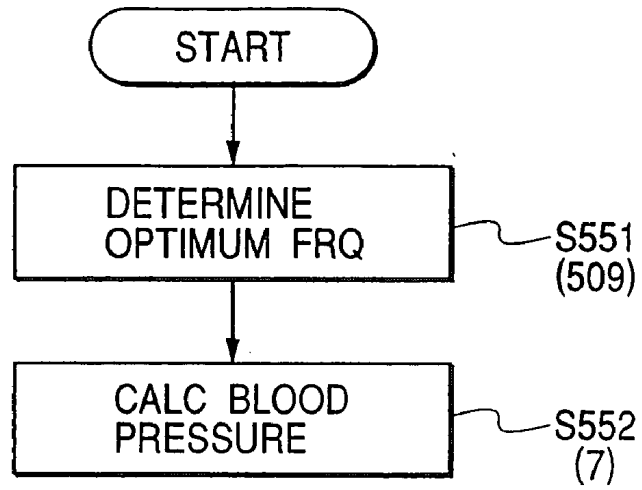 START
DETERMINE
OPTIMUM FRQ
S551
(509)
CALC BLOOD
PRESSURE
S552
(7)